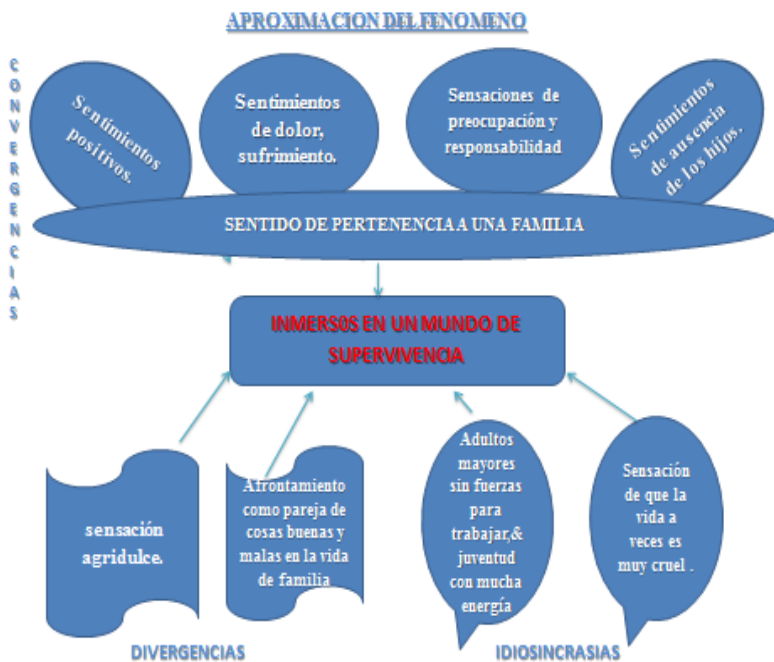 APROXIMACION DEL FENOMENO
CONVERGENCIAS
Sentimientos
positivos.
Sentimientos
de dolor,
sufrimiento.
Sensaciones de
preocupación y
responsabilidad
Sentimientos
de ausencia
de los hijos.
SENTIDO DE PERTENENCIA A UNA FAMILIA
INMERSOS EN UN MUNDO DE
SUPERVIVENCIA
sensación
agridulce.
Afrontamiento
como pareja de
cosas buenas y
malas en la vida
de familia
Adultos
mayores
sin fuerzas
para
trabajar,&
juventud
con mucha
energía
Sensación
de que la
vida a
veces es
muy cruel .
DIVERGENCIAS
IDIOSINCRASIAS